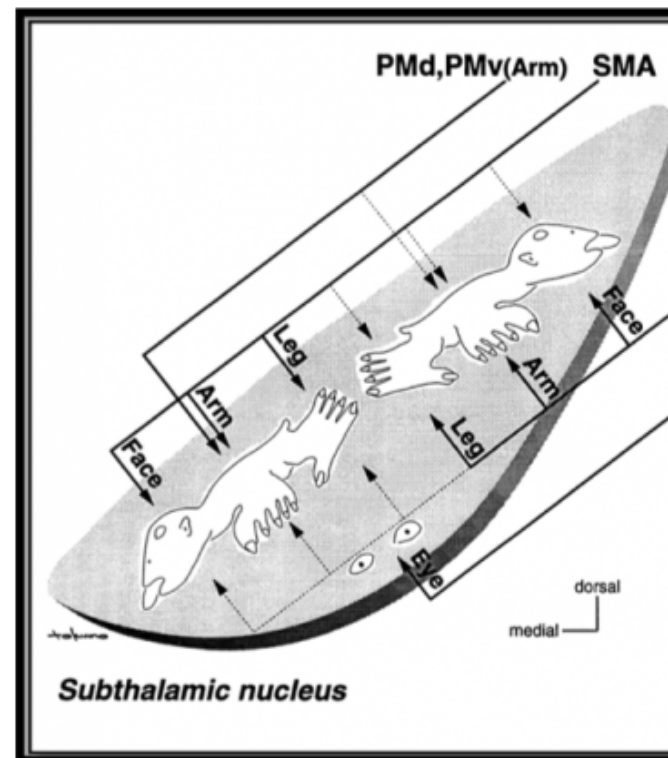 PMd,PMv(Arm) SMA
Leg
Arm
Face
Face
Arm
Leg
Eye
dorsal
medial
Subthalamic nucleus